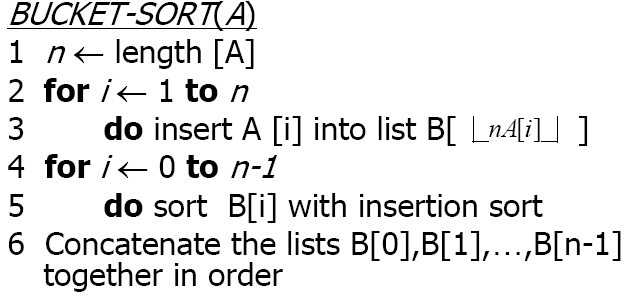 BUCKET-SORT(A)
1 n ← length [A]
2 for i ← 1 to n
3 do insert A [i] into list B[ ⌊nA[i]⌋ ]
4 for i ← 0 to n-1
5 do sort B[i] with insertion sort
6 Concatenate the lists B[0],B[1],…,B[n-1]
together in order